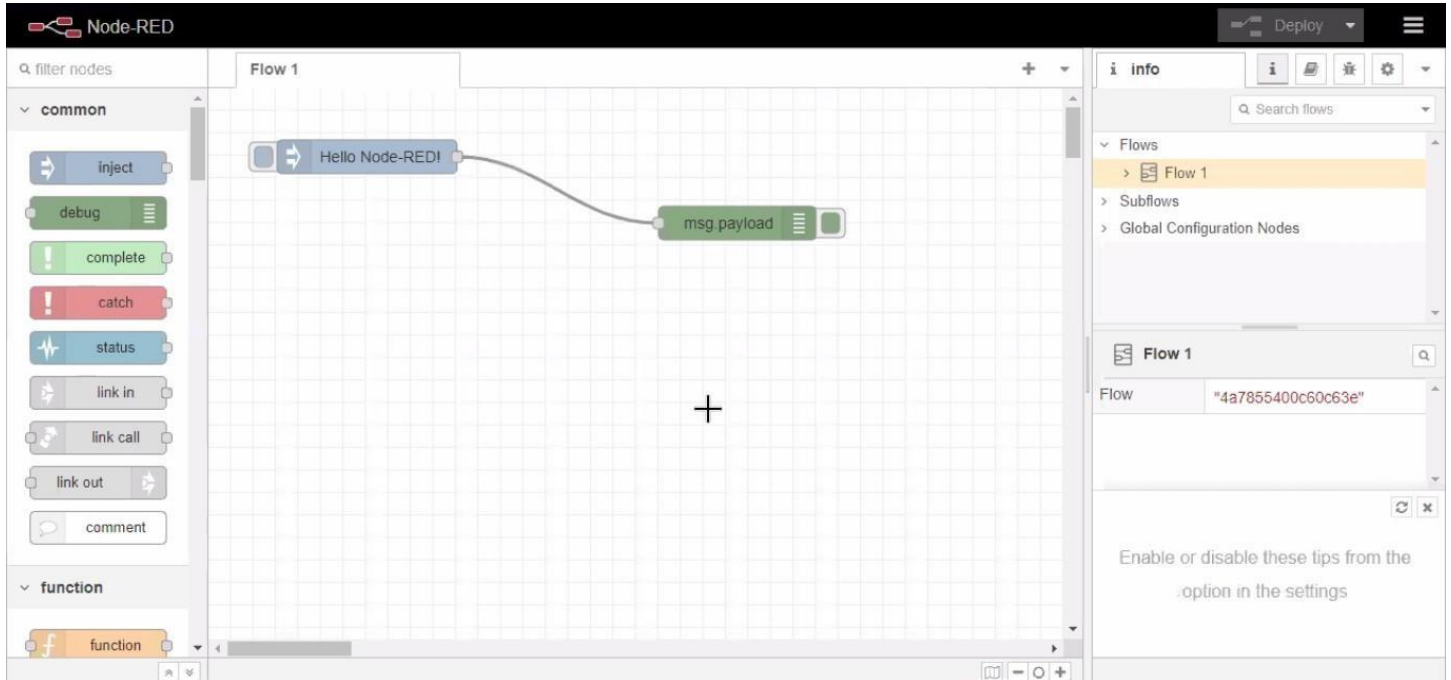 Node-RED
Deploy
filter nodes
Flow 1
i info
i
common
Search flows
Hello Node-RED!
Flows
inject
Flow 1
Subflows
debug
msg.payload
Global Configuration Nodes
complete
catch
status
Flow 1
link in
Flow
"4a7855400c60c63e"
link call
link out
comment
Enable or disable these tips from the
option in the settings
function
function